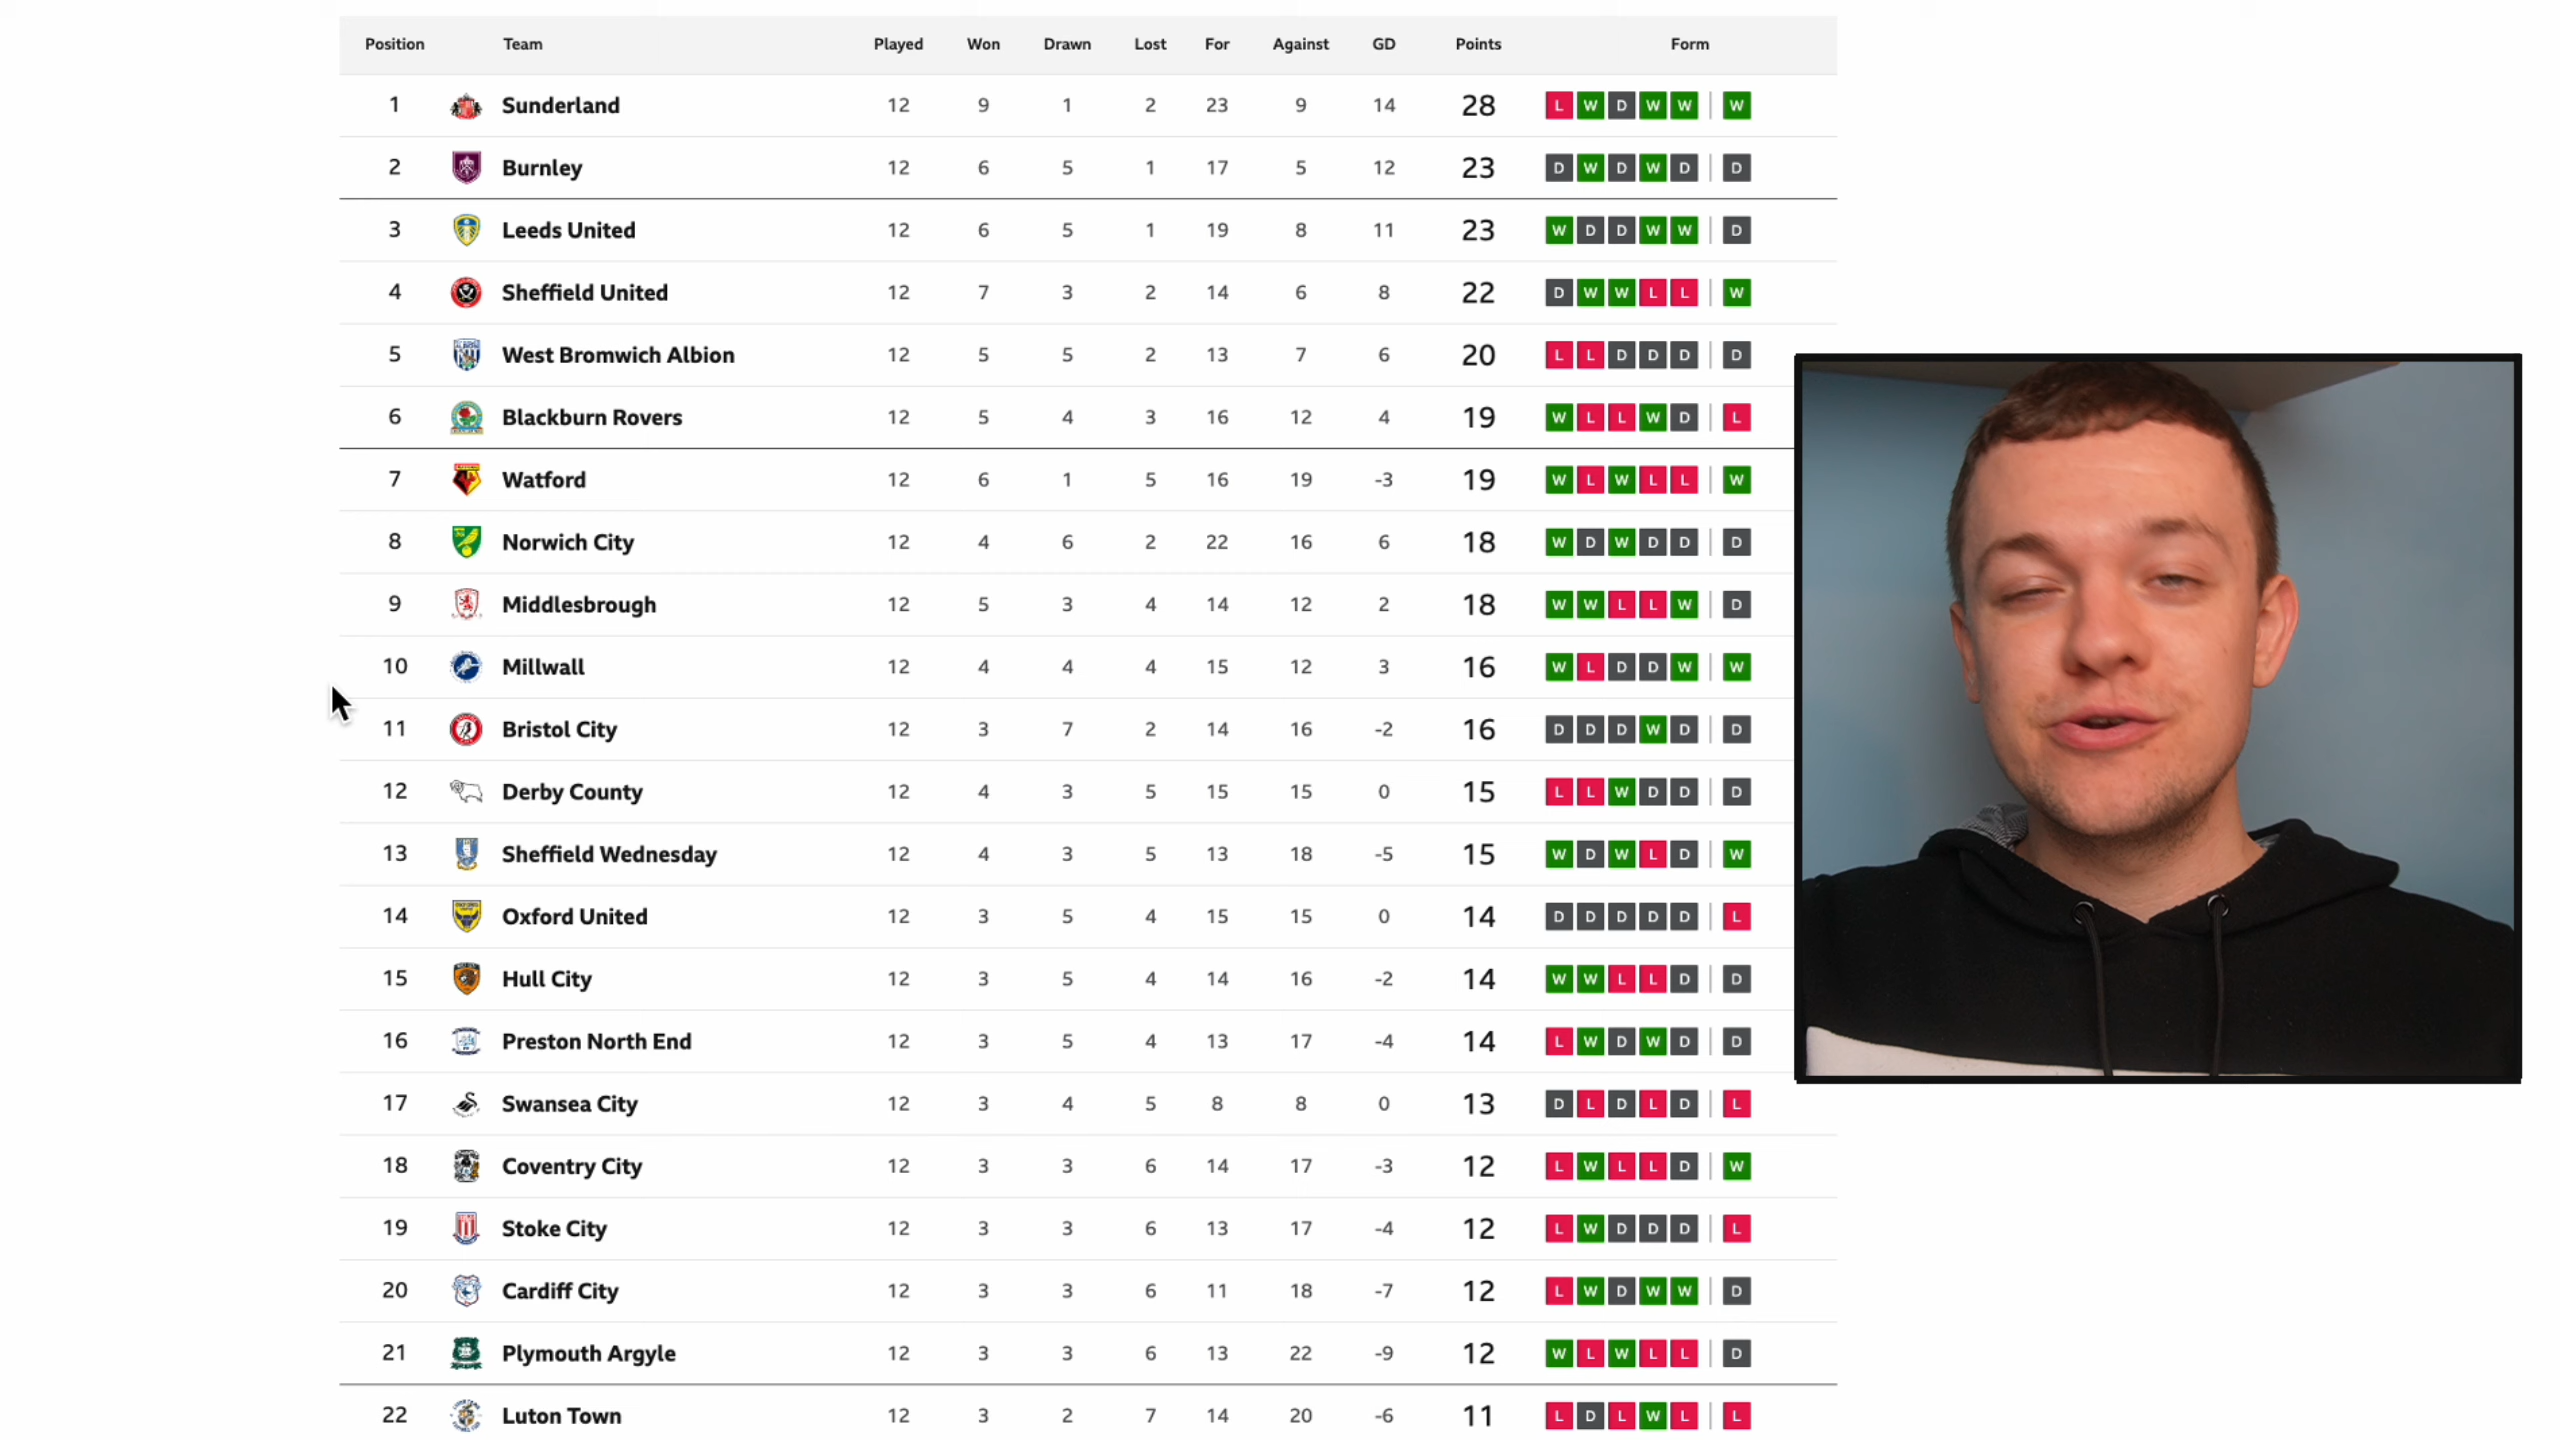 Position Team Played Won Drawn Lost For Against GD Points Form
1 Sunderland 12 9 1 2 23 9 14 28 L W D W W W
2 Burnley 12 6 5 1 17 5 12 23 D W D W D D
3 Leeds United 12 6 5 1 19 8 11 23 W D D W W D
4 Sheffield United 12 7 3 2 14 6 8 22 D W W L L W
5 West Bromwich Albion 12 5 5 2 13 7 6 20 L L D D D D
6 Blackburn Rovers 12 5 4 3 16 12 4 19 W L L W D L
7 Watford 12 6 1 5 16 19 -3 19 W L W L L W
8 Norwich City 12 4 6 2 22 16 6 18 W D W D D D
9 Middlesbrough 12 5 3 4 14 12 2 18 W W L L W D
10 Millwall 12 4 4 4 15 12 3 16 W L D D W W
11 Bristol City 12 3 7 2 14 16 -2 16 D D D W D D
12 Derby County 12 4 3 5 15 15 0 15 L L W D D D
13 Sheffield Wednesday 12 4 3 5 13 18 -5 15 W D W L D W
14 Oxford United 12 3 5 4 15 15 0 14 D D D D D L
15 Hull City 12 3 5 4 14 16 -2 14 W W L L D D
16 Preston North End 12 3 5 4 13 17 -4 14 L W D W D D
17 Swansea City 12 3 4 5 8 8 0 13 D L D L D L
18 Coventry City 12 3 3 6 14 17 -3 12 L W L L D W
19 Stoke City 12 3 3 6 13 17 -4 12 L W D D D L
20 Cardiff City 12 3 3 6 11 18 -7 12 L W D W W D
21 Plymouth Argyle 12 3 3 6 13 22 -9 12 W L W L L D
22 Luton Town 12 3 2 7 14 20 -6 11 L D L W L L